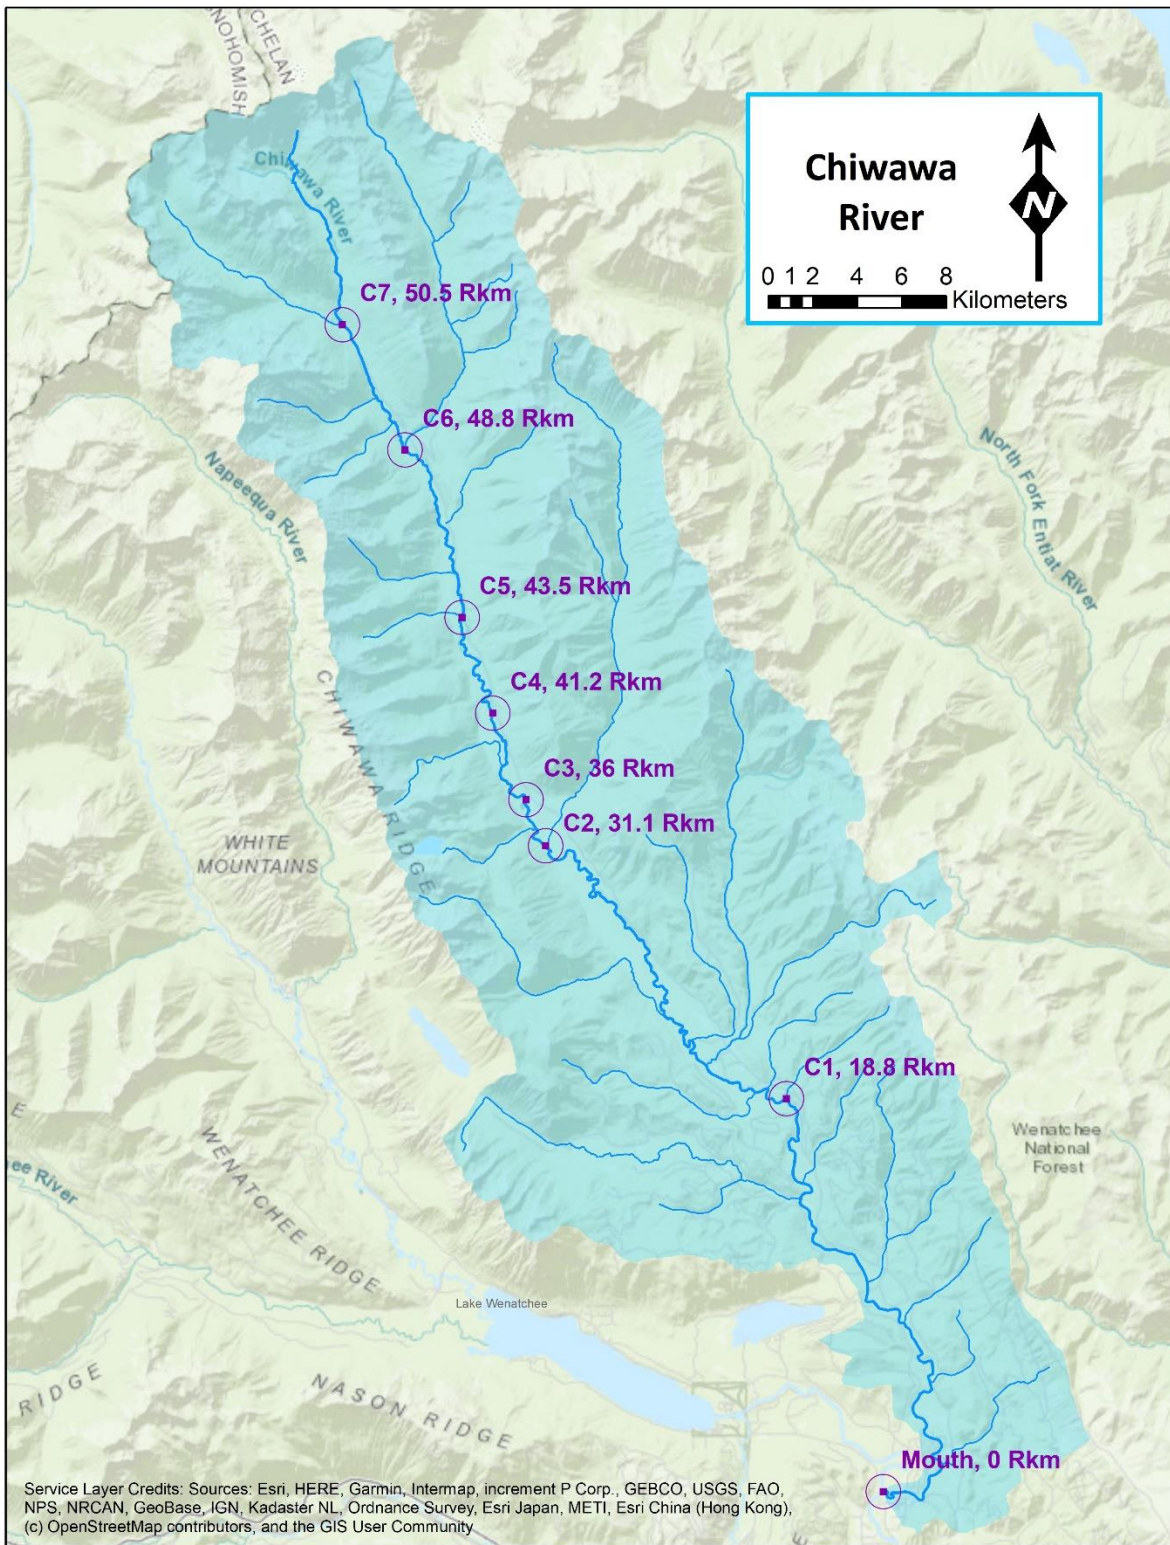 CHELAN
SNOHOMISH
Chiwawa River
Chiwawa
River
N
0 1 2 4 6 8
Kilometers
C7, 50.5 Rkm
C6, 48.8 Rkm
Napeequa River
North Fork Entiat River
C5, 43.5 Rkm
C4, 41.2 Rkm
CHIWAWA RIDGE
C3, 36 Rkm
C2, 31.1 Rkm
WHITE
MOUNTAINS
C1, 18.8 Rkm
Wenatchee
National
Forest
E
WENATCHEE RIDGE
ee River
Lake Wenatchee
RIDGE
NASON RIDGE
Mouth, 0 Rkm
E
Service Layer Credits: Sources: Esri, HERE, Garmin, Intermap, increment P Corp., GEBCO, USGS, FAO,
NPS, NRCAN, GeoBase, IGN, Kadaster NL, Ordnance Survey, Esri Japan, METI, Esri China (Hong Kong),
(c) OpenStreetMap contributors, and the GIS User Community